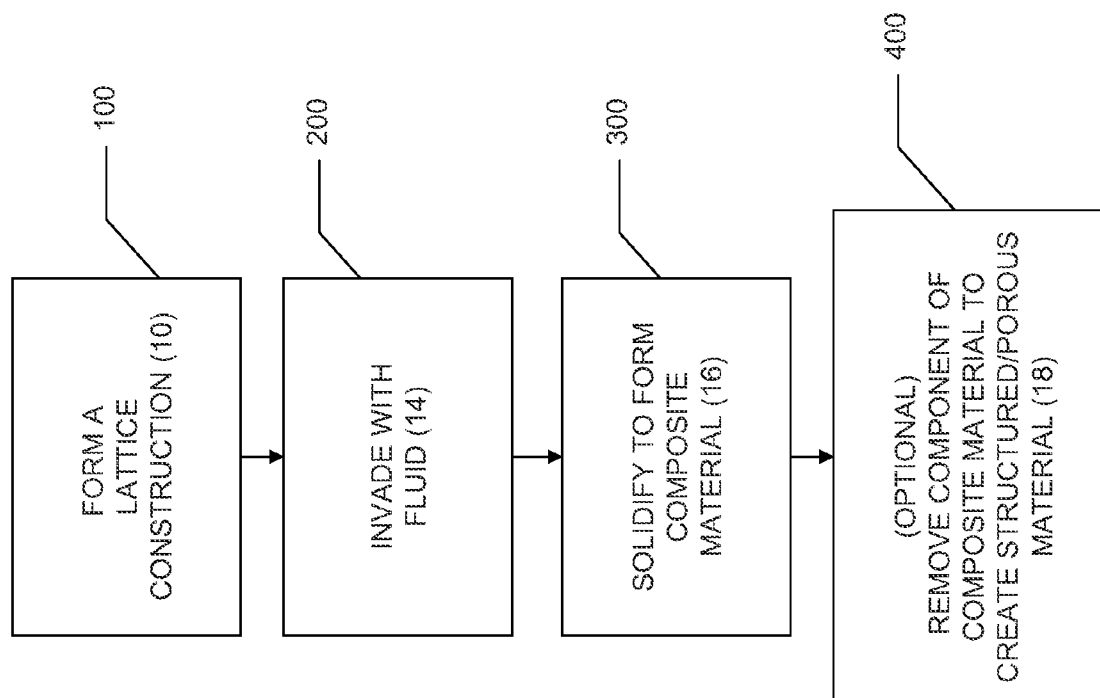 100
FORM A
LATTICE
CONSTRUCTION (10)
200
INVADE WITH
FLUID (14)
300
SOLIDIFY TO FORM
COMPOSITE
MATERIAL (16)
400
(OPTIONAL)
REMOVE COMPONENT OF
COMPOSITE MATERIAL TO
CREATE STRUCTURED/POROUS
MATERIAL (18)